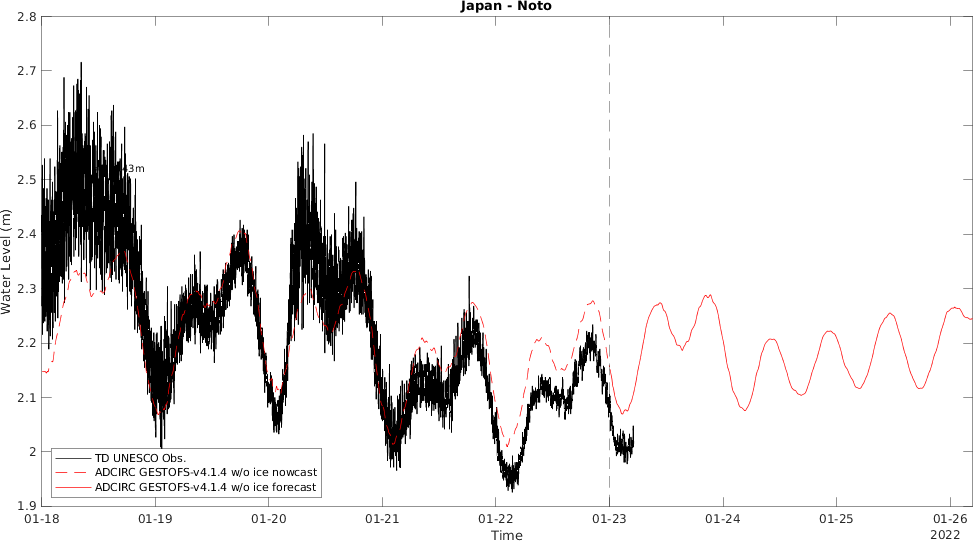 Japan - Noto
2.8
2.7
2.6
2.5
2.4
2.3
2.2
2.1
2
1.9
Water Level (m)
TD UNESCO Obs.
ADCIRC GESTOFS-v4.1.4 w/o ice nowcast
ADCIRC GESTOFS-v4.1.4 w/o ice forecast
01-18 01-19 01-20 01-21 01-22 01-23 01-24 01-25 01-26
Time
2022